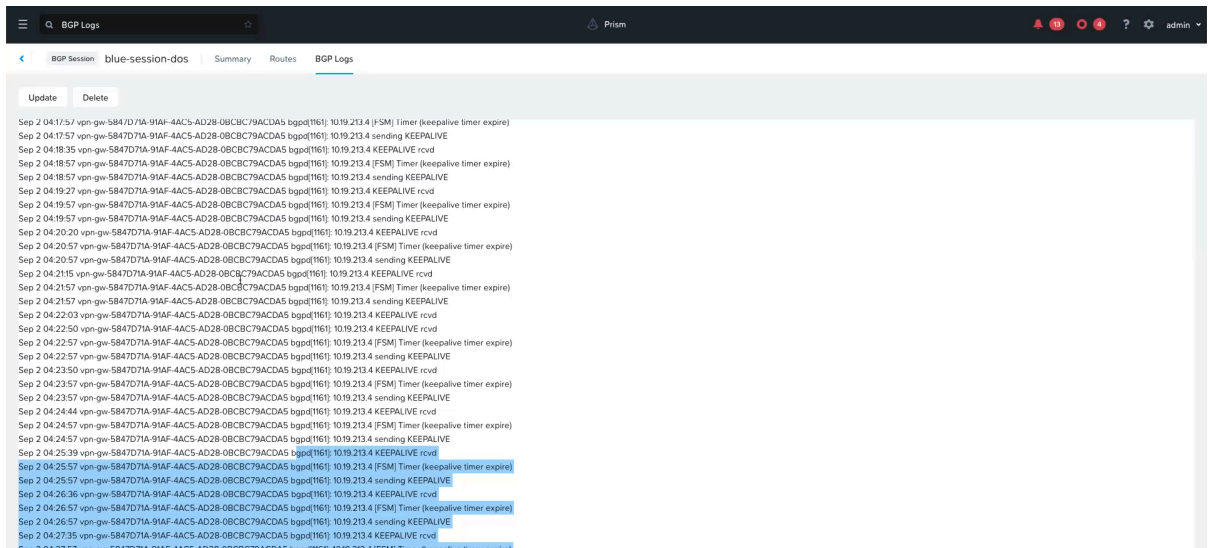 BGP Logs
Prism
13
4
?
admin
BGP Session blue-session-dos Summary Routes BGP Logs
Update Delete
Sep 2 04:17:57 vpn-gw-5847D71A-91AF-4AC5-AD28-0BCBC79ACDA5 bgpd[1161]: 10.19.213.4 [FSM] Timer (keepalive timer expire)
Sep 2 04:17:57 vpn-gw-5847D71A-91AF-4AC5-AD28-0BCBC79ACDA5 bgpd[1161]: 10.19.213.4 sending KEEPALIVE
Sep 2 04:18:35 vpn-gw-5847D71A-91AF-4AC5-AD28-0BCBC79ACDA5 bgpd[1161]: 10.19.213.4 KEEPALIVE rcvd
Sep 2 04:18:57 vpn-gw-5847D71A-91AF-4AC5-AD28-0BCBC79ACDA5 bgpd[1161]: 10.19.213.4 [FSM] Timer (keepalive timer expire)
Sep 2 04:18:57 vpn-gw-5847D71A-91AF-4AC5-AD28-0BCBC79ACDA5 bgpd[1161]: 10.19.213.4 sending KEEPALIVE
Sep 2 04:19:27 vpn-gw-5847D71A-91AF-4AC5-AD28-0BCBC79ACDA5 bgpd[1161]: 10.19.213.4 KEEPALIVE rcvd
Sep 2 04:19:57 vpn-gw-5847D71A-91AF-4AC5-AD28-0BCBC79ACDA5 bgpd[1161]: 10.19.213.4 [FSM] Timer (keepalive timer expire)
Sep 2 04:19:57 vpn-gw-5847D71A-91AF-4AC5-AD28-0BCBC79ACDA5 bgpd[1161]: 10.19.213.4 sending KEEPALIVE
Sep 2 04:20:20 vpn-gw-5847D71A-91AF-4AC5-AD28-0BCBC79ACDA5 bgpd[1161]: 10.19.213.4 KEEPALIVE rcvd
Sep 2 04:20:57 vpn-gw-5847D71A-91AF-4AC5-AD28-0BCBC79ACDA5 bgpd[1161]: 10.19.213.4 [FSM] Timer (keepalive timer expire)
Sep 2 04:20:57 vpn-gw-5847D71A-91AF-4AC5-AD28-0BCBC79ACDA5 bgpd[1161]: 10.19.213.4 sending KEEPALIVE
Sep 2 04:21:15 vpn-gw-5847D71A-91AF-4AC5-AD28-0BCBC79ACDA5 bgpd[1161]: 10.19.213.4 KEEPALIVE rcvd
Sep 2 04:21:57 vpn-gw-5847D71A-91AF-4AC5-AD28-0BCBC79ACDA5 bgpd[1161]: 10.19.213.4 [FSM] Timer (keepalive timer expire)
Sep 2 04:21:57 vpn-gw-5847D71A-91AF-4AC5-AD28-0BCBC79ACDA5 bgpd[1161]: 10.19.213.4 sending KEEPALIVE
Sep 2 04:22:03 vpn-gw-5847D71A-91AF-4AC5-AD28-0BCBC79ACDA5 bgpd[1161]: 10.19.213.4 KEEPALIVE rcvd
Sep 2 04:22:50 vpn-gw-5847D71A-91AF-4AC5-AD28-0BCBC79ACDA5 bgpd[1161]: 10.19.213.4 KEEPALIVE rcvd
Sep 2 04:22:57 vpn-gw-5847D71A-91AF-4AC5-AD28-0BCBC79ACDA5 bgpd[1161]: 10.19.213.4 [FSM] Timer (keepalive timer expire)
Sep 2 04:22:57 vpn-gw-5847D71A-91AF-4AC5-AD28-0BCBC79ACDA5 bgpd[1161]: 10.19.213.4 sending KEEPALIVE
Sep 2 04:23:50 vpn-gw-5847D71A-91AF-4AC5-AD28-0BCBC79ACDA5 bgpd[1161]: 10.19.213.4 KEEPALIVE rcvd
Sep 2 04:23:57 vpn-gw-5847D71A-91AF-4AC5-AD28-0BCBC79ACDA5 bgpd[1161]: 10.19.213.4 [FSM] Timer (keepalive timer expire)
Sep 2 04:23:57 vpn-gw-5847D71A-91AF-4AC5-AD28-0BCBC79ACDA5 bgpd[1161]: 10.19.213.4 sending KEEPALIVE
Sep 2 04:24:44 vpn-gw-5847D71A-91AF-4AC5-AD28-0BCBC79ACDA5 bgpd[1161]: 10.19.213.4 KEEPALIVE rcvd
Sep 2 04:24:57 vpn-gw-5847D71A-91AF-4AC5-AD28-0BCBC79ACDA5 bgpd[1161]: 10.19.213.4 [FSM] Timer (keepalive timer expire)
Sep 2 04:24:57 vpn-gw-5847D71A-91AF-4AC5-AD28-0BCBC79ACDA5 bgpd[1161]: 10.19.213.4 sending KEEPALIVE
Sep 2 04:25:39 vpn-gw-5847D71A-91AF-4AC5-AD28-0BCBC79ACDA5 bgpd[1161]: 10.19.213.4 KEEPALIVE rcvd
Sep 2 04:25:57 vpn-gw-5847D71A-91AF-4AC5-AD28-0BCBC79ACDA5 bgpd[1161]: 10.19.213.4 [FSM] Timer (keepalive timer expire)
Sep 2 04:25:57 vpn-gw-5847D71A-91AF-4AC5-AD28-0BCBC79ACDA5 bgpd[1161]: 10.19.213.4 sending KEEPALIVE
Sep 2 04:26:36 vpn-gw-5847D71A-91AF-4AC5-AD28-0BCBC79ACDA5 bgpd[1161]: 10.19.213.4 KEEPALIVE rcvd
Sep 2 04:26:57 vpn-gw-5847D71A-91AF-4AC5-AD28-0BCBC79ACDA5 bgpd[1161]: 10.19.213.4 [FSM] Timer (keepalive timer expire)
Sep 2 04:26:57 vpn-gw-5847D71A-91AF-4AC5-AD28-0BCBC79ACDA5 bgpd[1161]: 10.19.213.4 sending KEEPALIVE
Sep 2 04:27:35 vpn-gw-5847D71A-91AF-4AC5-AD28-0BCBC79ACDA5 bgpd[1161]: 10.19.213.4 KEEPALIVE rcvd